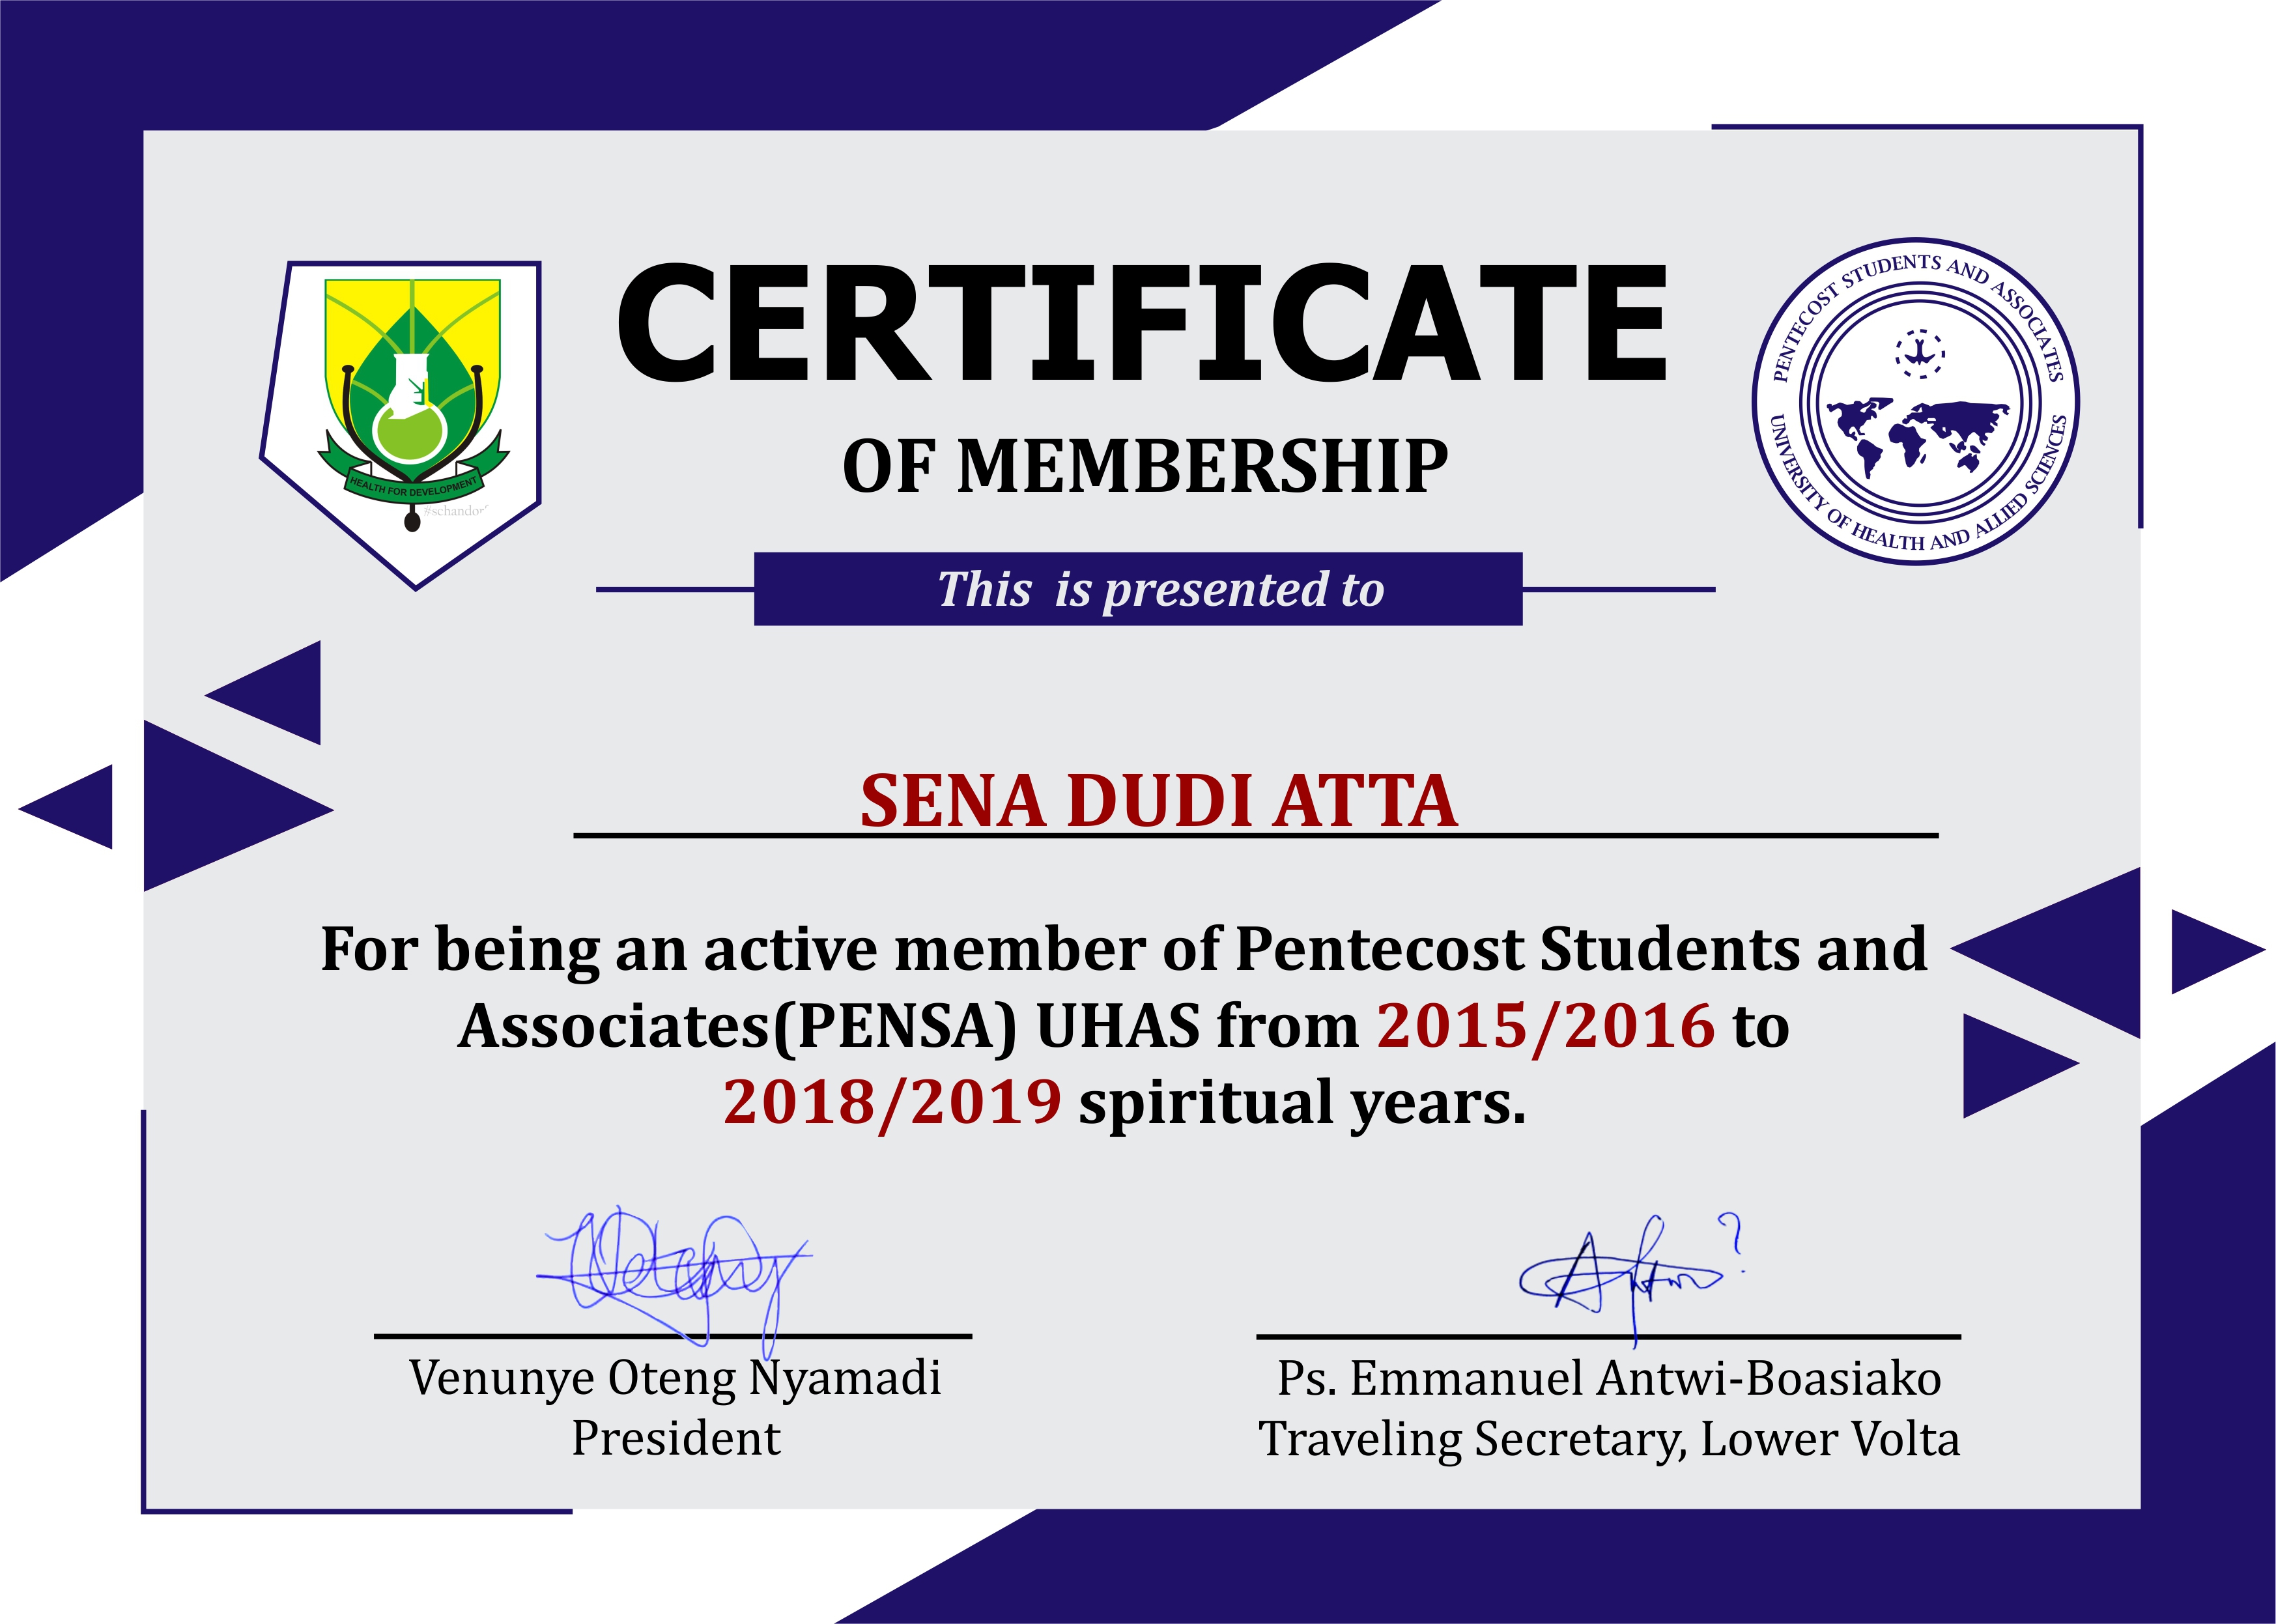 CERTIFICATE
OF MEMBERSHIP
HEALTH FOR DEVELOPMENT
PENTECOST STUDENTS AND ASSOCIATES
UNIVERSITY OF HEALTH AND ALLIED SCIENCES
This is presented to
SENA DUDI ATTA
For being an active member of Pentecost Students and
Associates(PENSA) UHAS from 2015/2016 to
2018/2019 spiritual years.
Venunye Oteng Nyamadi
President
Ps. Emmanuel Antwi-Boasiako
Traveling Secretary, Lower Volta